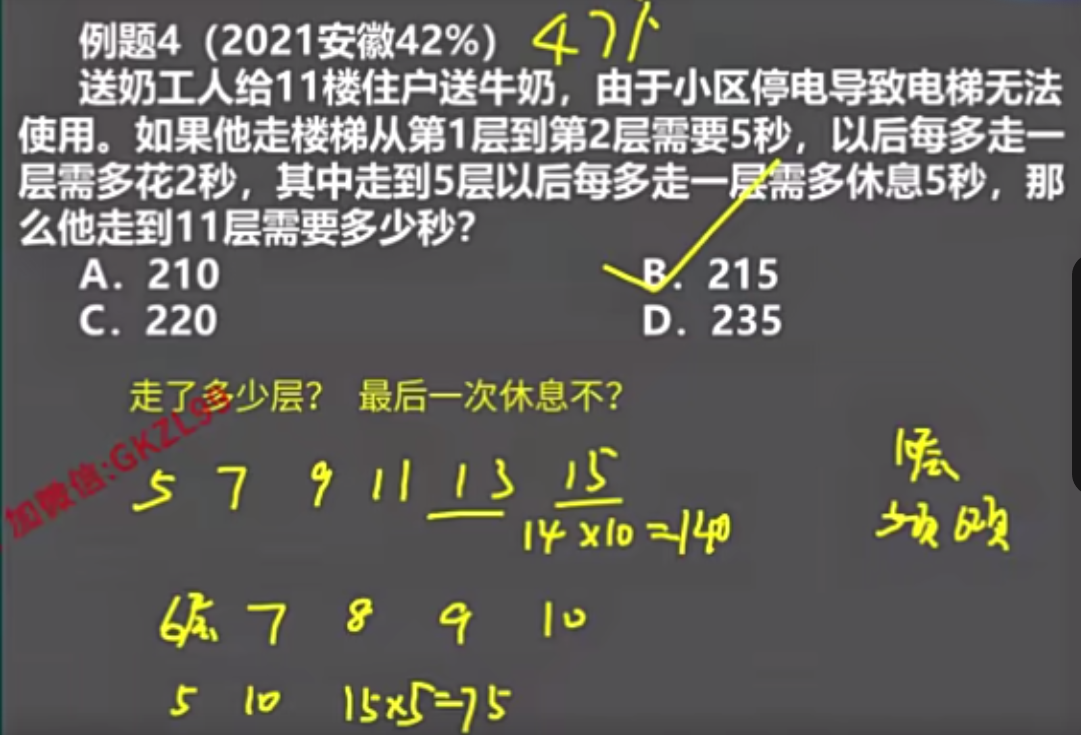 例题4（2021安徽42%） 47个
送奶工人给11楼住户送牛奶，由于小区停电导致电梯无法
使用。如果他走楼梯从第1层到第2层需要5秒，以后每多走一
层需多花2秒，其中走到5层以后每多走一层需多休息5秒，那
么他走到11层需要多少秒？
A．210 B．215
C．220 D．235
走了多少层？ 最后一次休息不？
加微信:GKZL99
5 7 9 11 13 15
14×10=140
5项 6项
6层 7 8 9 10
5 10 15×5=75